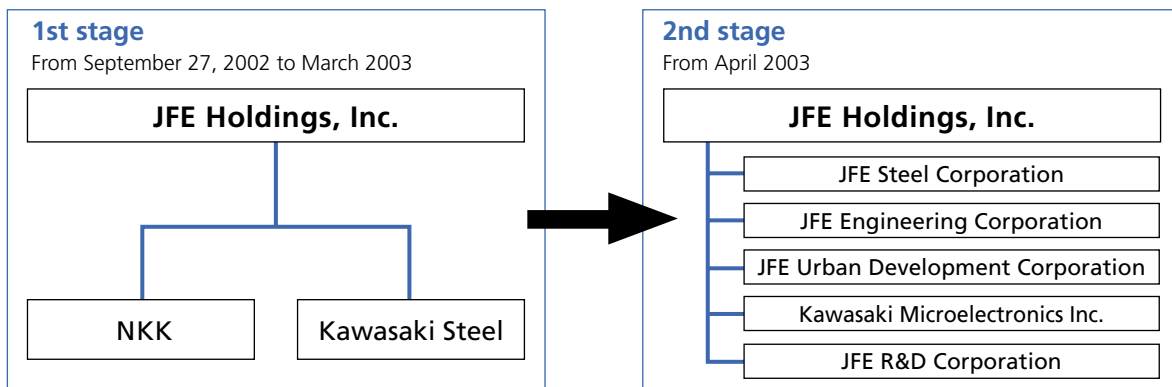 1st stage
From September 27, 2002 to March 2003
JFE Holdings, Inc.
NKK
Kawasaki Steel
2nd stage
From April 2003
JFE Holdings, Inc.
JFE Steel Corporation
JFE Engineering Corporation
JFE Urban Development Corporation
Kawasaki Microelectronics Inc.
JFE R&D Corporation